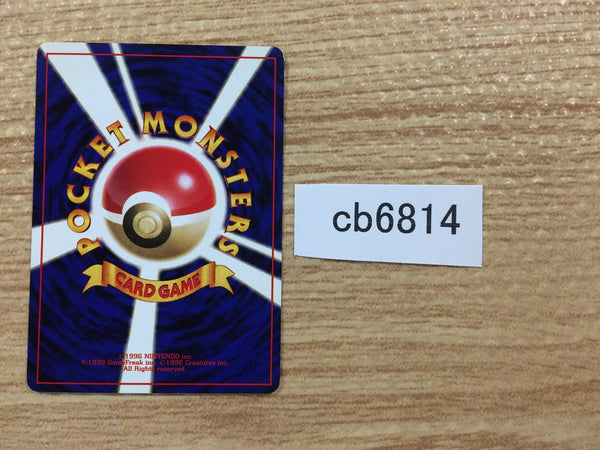 POCKET MONSTERS
CARD GAME
©1996 NINTENDO inc.
©1996 GameFreak inc. ©1996 Creatures inc.
All Rights reserved.
cb6814